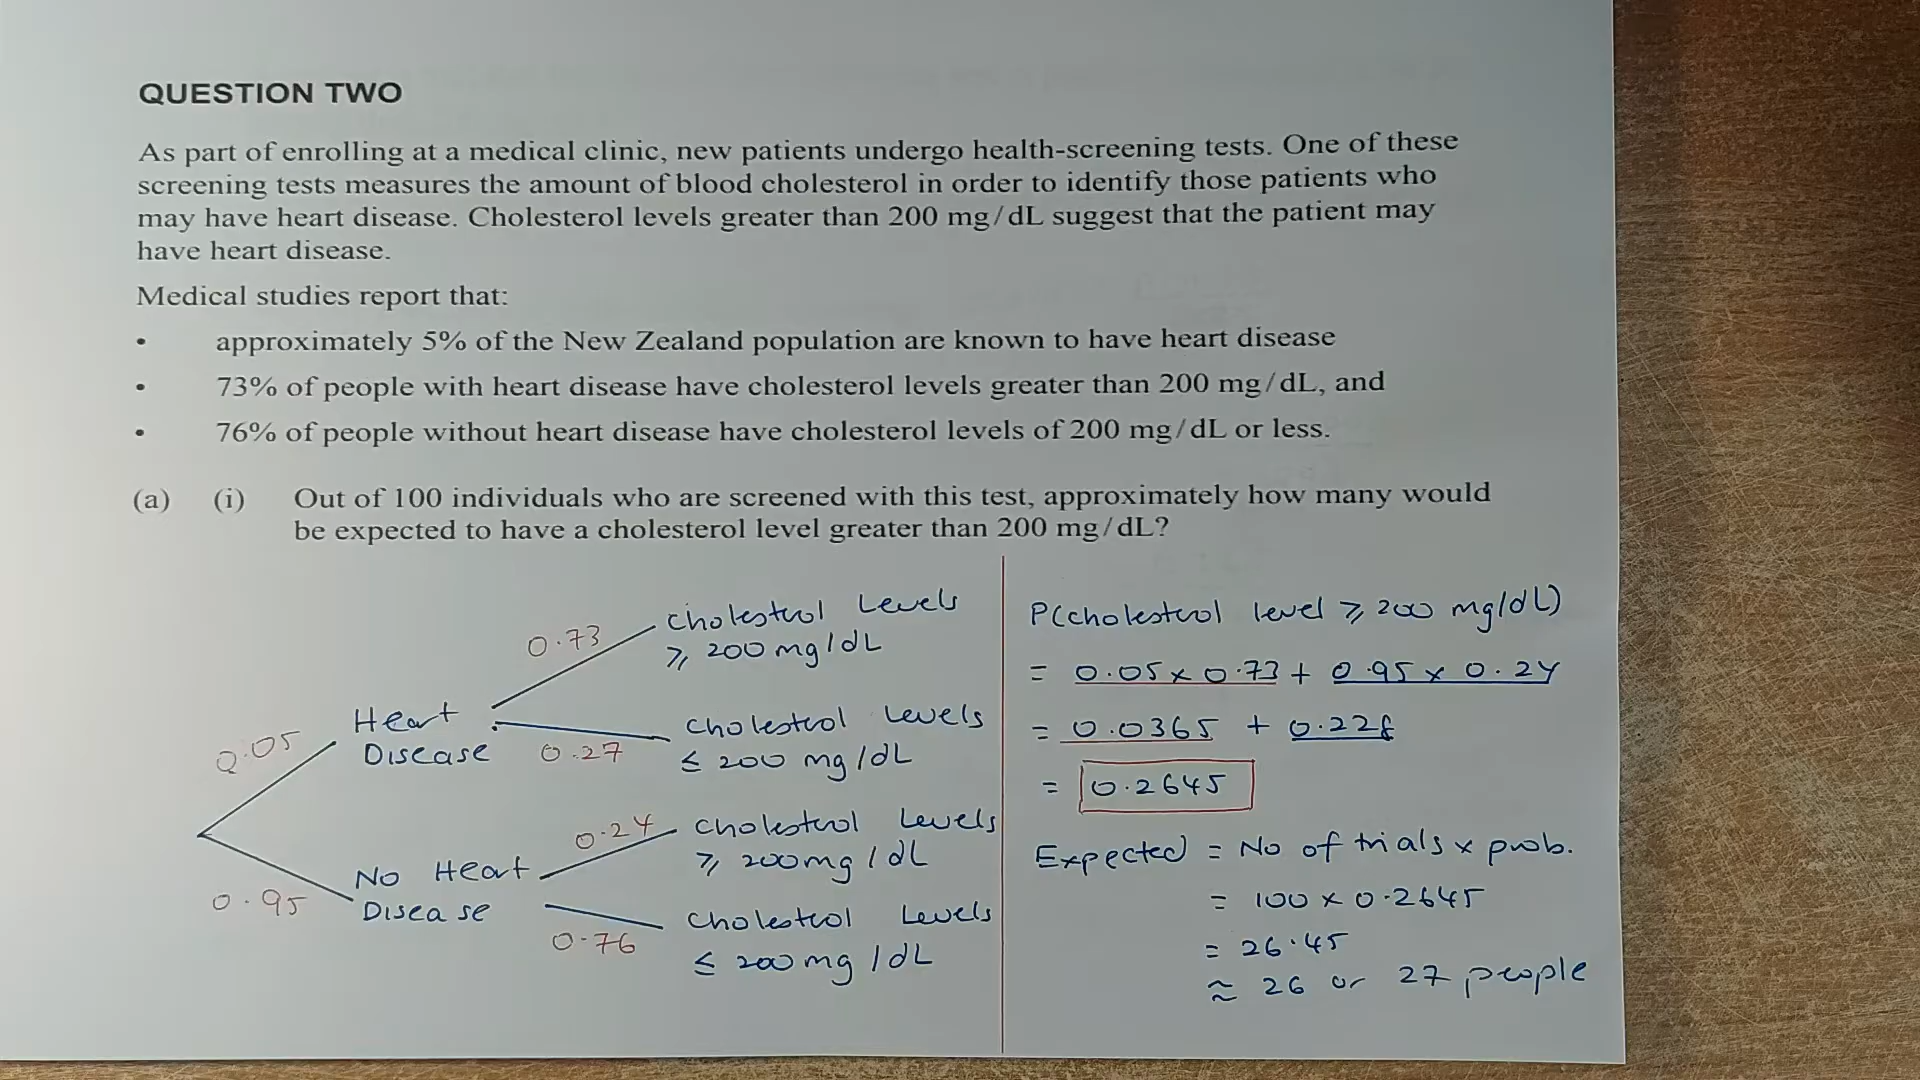 QUESTION TWO
As part of enrolling at a medical clinic, new patients undergo health-screening tests. One of these
screening tests measures the amount of blood cholesterol in order to identify those patients who
may have heart disease. Cholesterol levels greater than 200 mg/dL suggest that the patient may
have heart disease.
Medical studies report that:
• approximately 5% of the New Zealand population are known to have heart disease
• 73% of people with heart disease have cholesterol levels greater than 200 mg/dL, and
• 76% of people without heart disease have cholesterol levels of 200 mg/dL or less.
(a) (i) Out of 100 individuals who are screened with this test, approximately how many would
be expected to have a cholesterol level greater than 200 mg/dL?
0.05
Heart
Disease
0.73
Cholestrol Levels
⩾ 200 mg/dL
0.27
Cholestrol Levels
≤ 200 mg/dL
0.95
No Heart
Disease
0.24
Cholestrol Levels
⩾ 200mg/dL
0.76
Cholestrol Levels
≤ 200mg/dL
P(cholestrol level ⩾ 200 mg/dL)
= 0.05 x 0.73 + 0.95 x 0.24
= 0.0365 + 0.228
= 0.2645
Expected = No of trials x prob.
= 100 x 0.2645
= 26.45
≈ 26 or 27 people